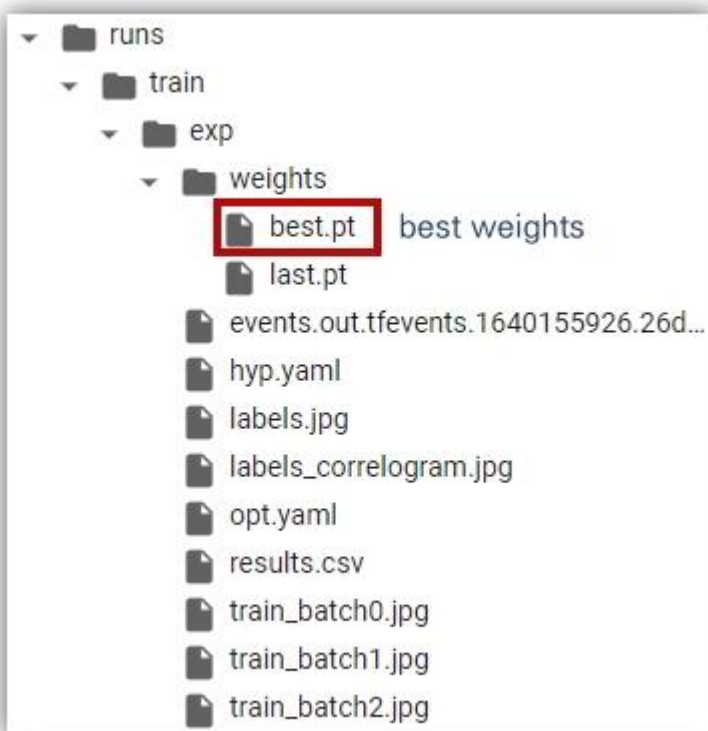 runs
train
exp
weights
best.pt best weights
last.pt
events.out.tfevents.1640155926.26d...
hyp.yaml
labels.jpg
labels_correlogram.jpg
opt.yaml
results.csv
train_batch0.jpg
train_batch1.jpg
train_batch2.jpg